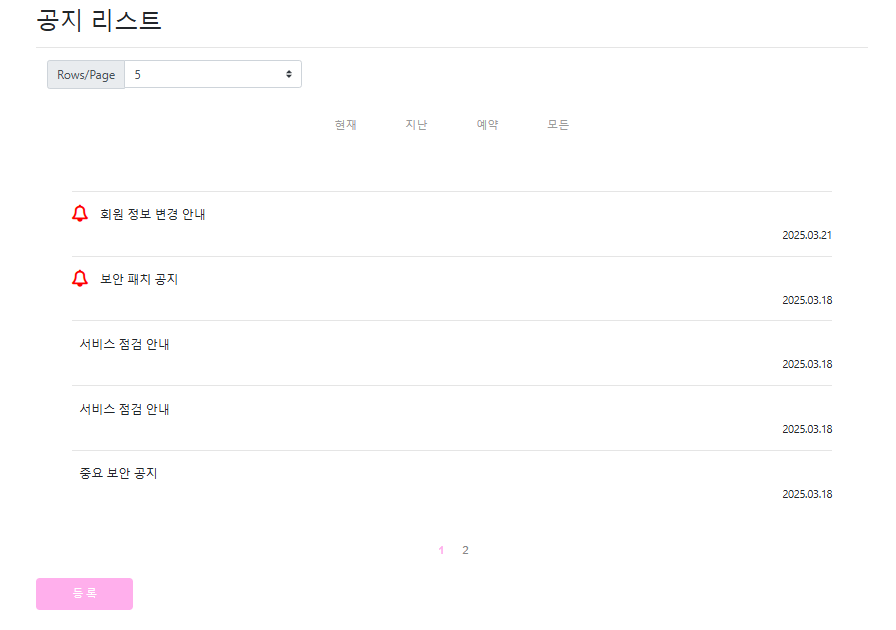 공지 리스트
Rows/Page 5
현재 지난 예약 모든
회원 정보 변경 안내
2025.03.21
보안 패치 공지
2025.03.18
서비스 점검 안내
2025.03.18
서비스 점검 안내
2025.03.18
중요 보안 공지
2025.03.18
1 2
등록